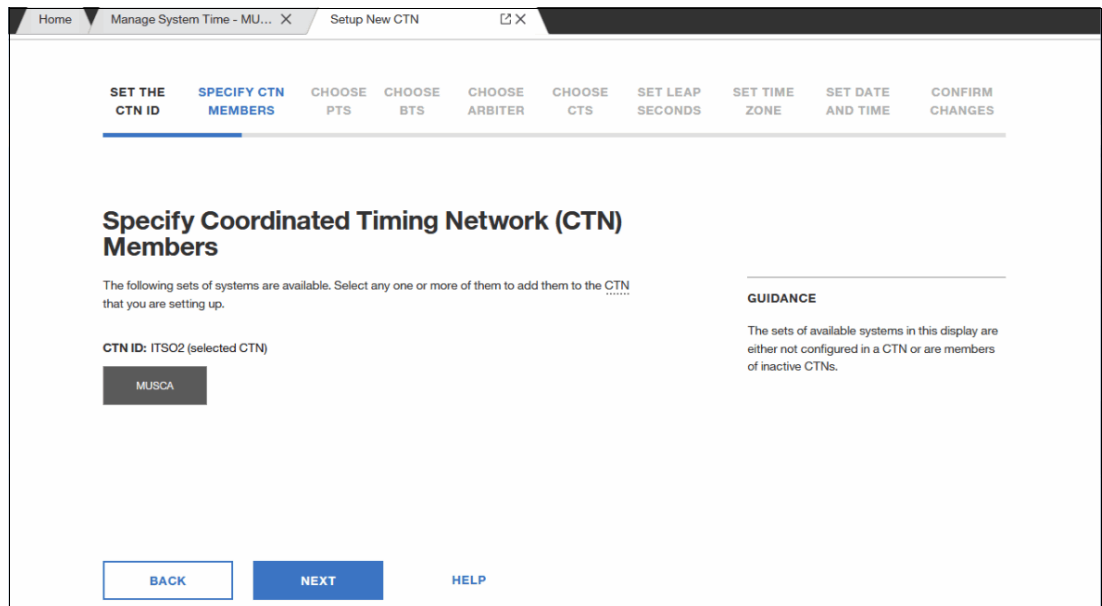 Home
Manage System Time - MU... X
Setup New CTN X
SET THE CTN ID
SPECIFY CTN MEMBERS
CHOOSE PTS
CHOOSE BTS
CHOOSE ARBITER
CHOOSE CTS
SET LEAP SECONDS
SET TIME ZONE
SET DATE AND TIME
CONFIRM CHANGES
Specify Coordinated Timing Network (CTN)
Members
The following sets of systems are available. Select any one or more of them to add them to the CTN
that you are setting up.
CTN ID: ITSO2 (selected CTN)
MUSCA
GUIDANCE
The sets of available systems in this display are
either not configured in a CTN or are members
of inactive CTNs.
BACK
NEXT
HELP